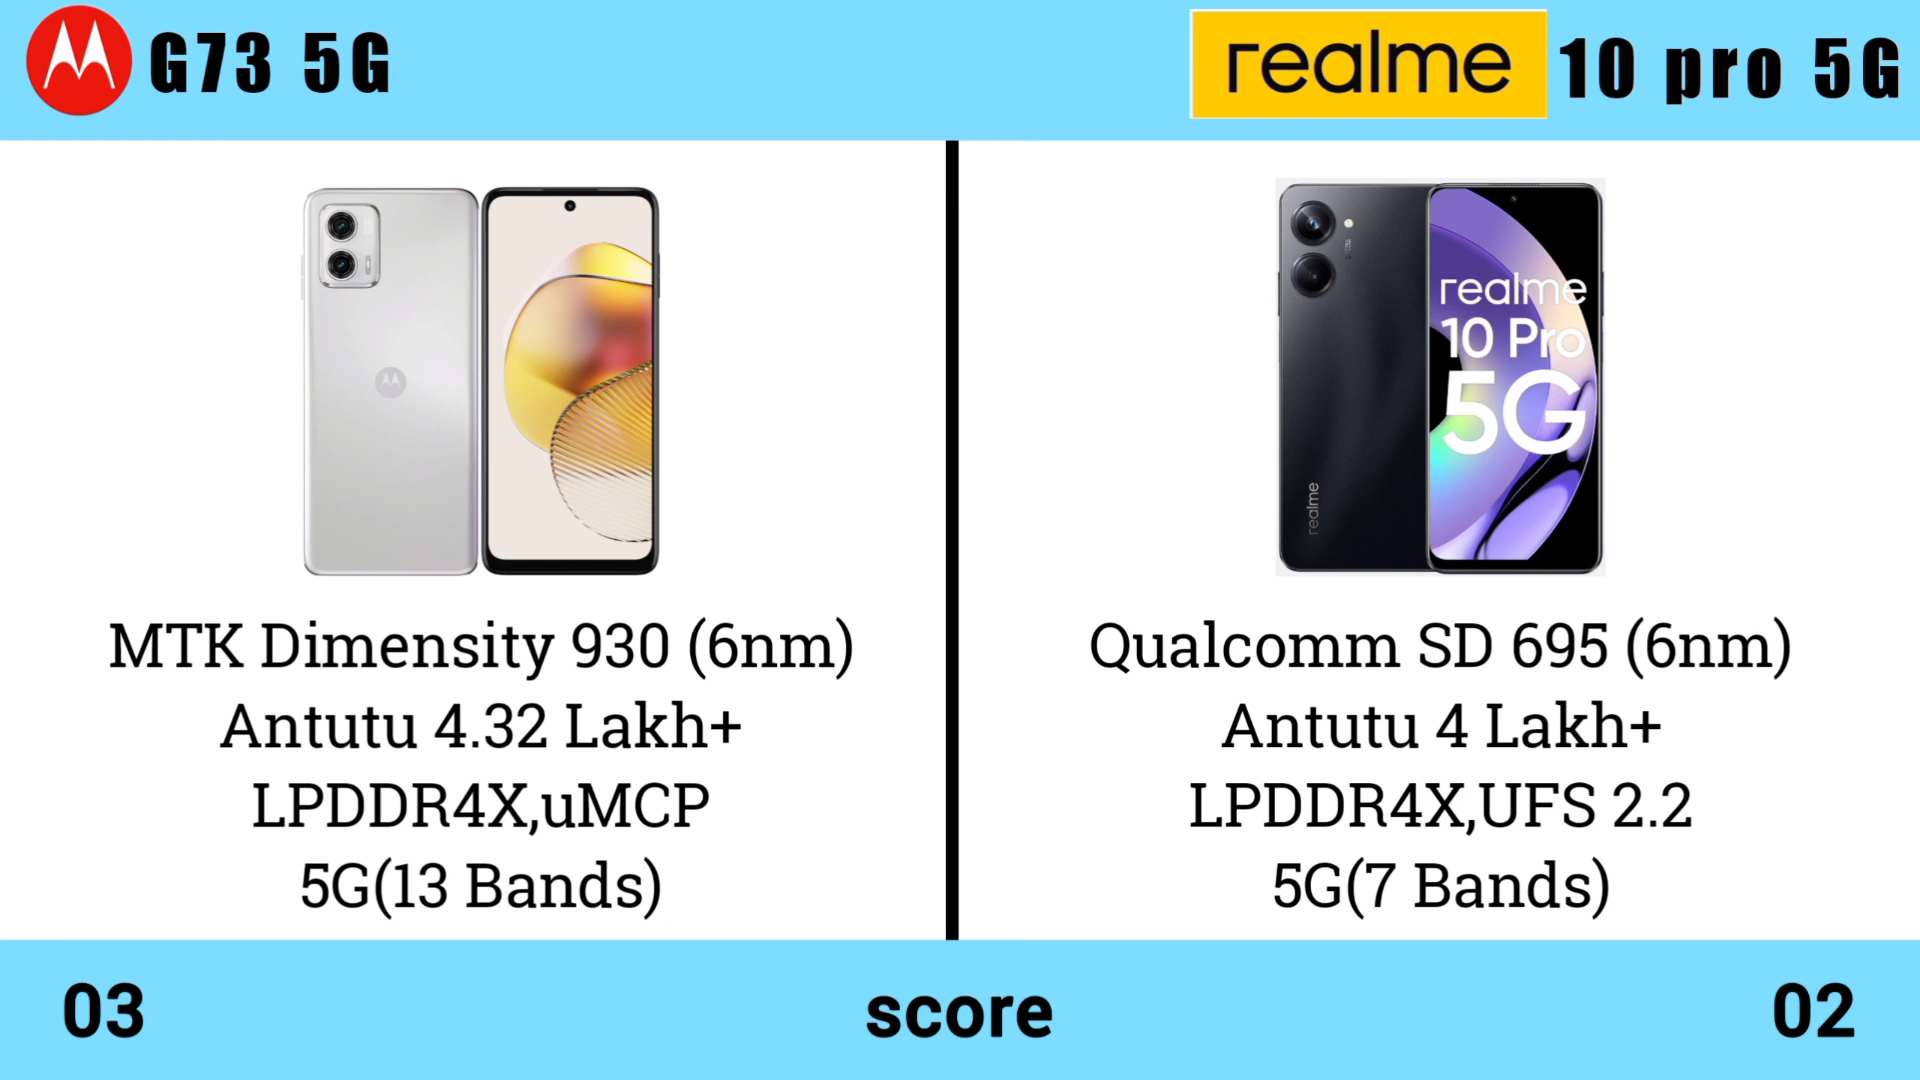 G73 5G
realme 10 pro 5G
realme
10 Pro
5G
realme
MTK Dimensity 930 (6nm)
Antutu 4.32 Lakh+
LPDDR4X,uMCP
5G(13 Bands)
Qualcomm SD 695 (6nm)
Antutu 4 Lakh+
LPDDR4X,UFS 2.2
5G(7 Bands)
03 score 02